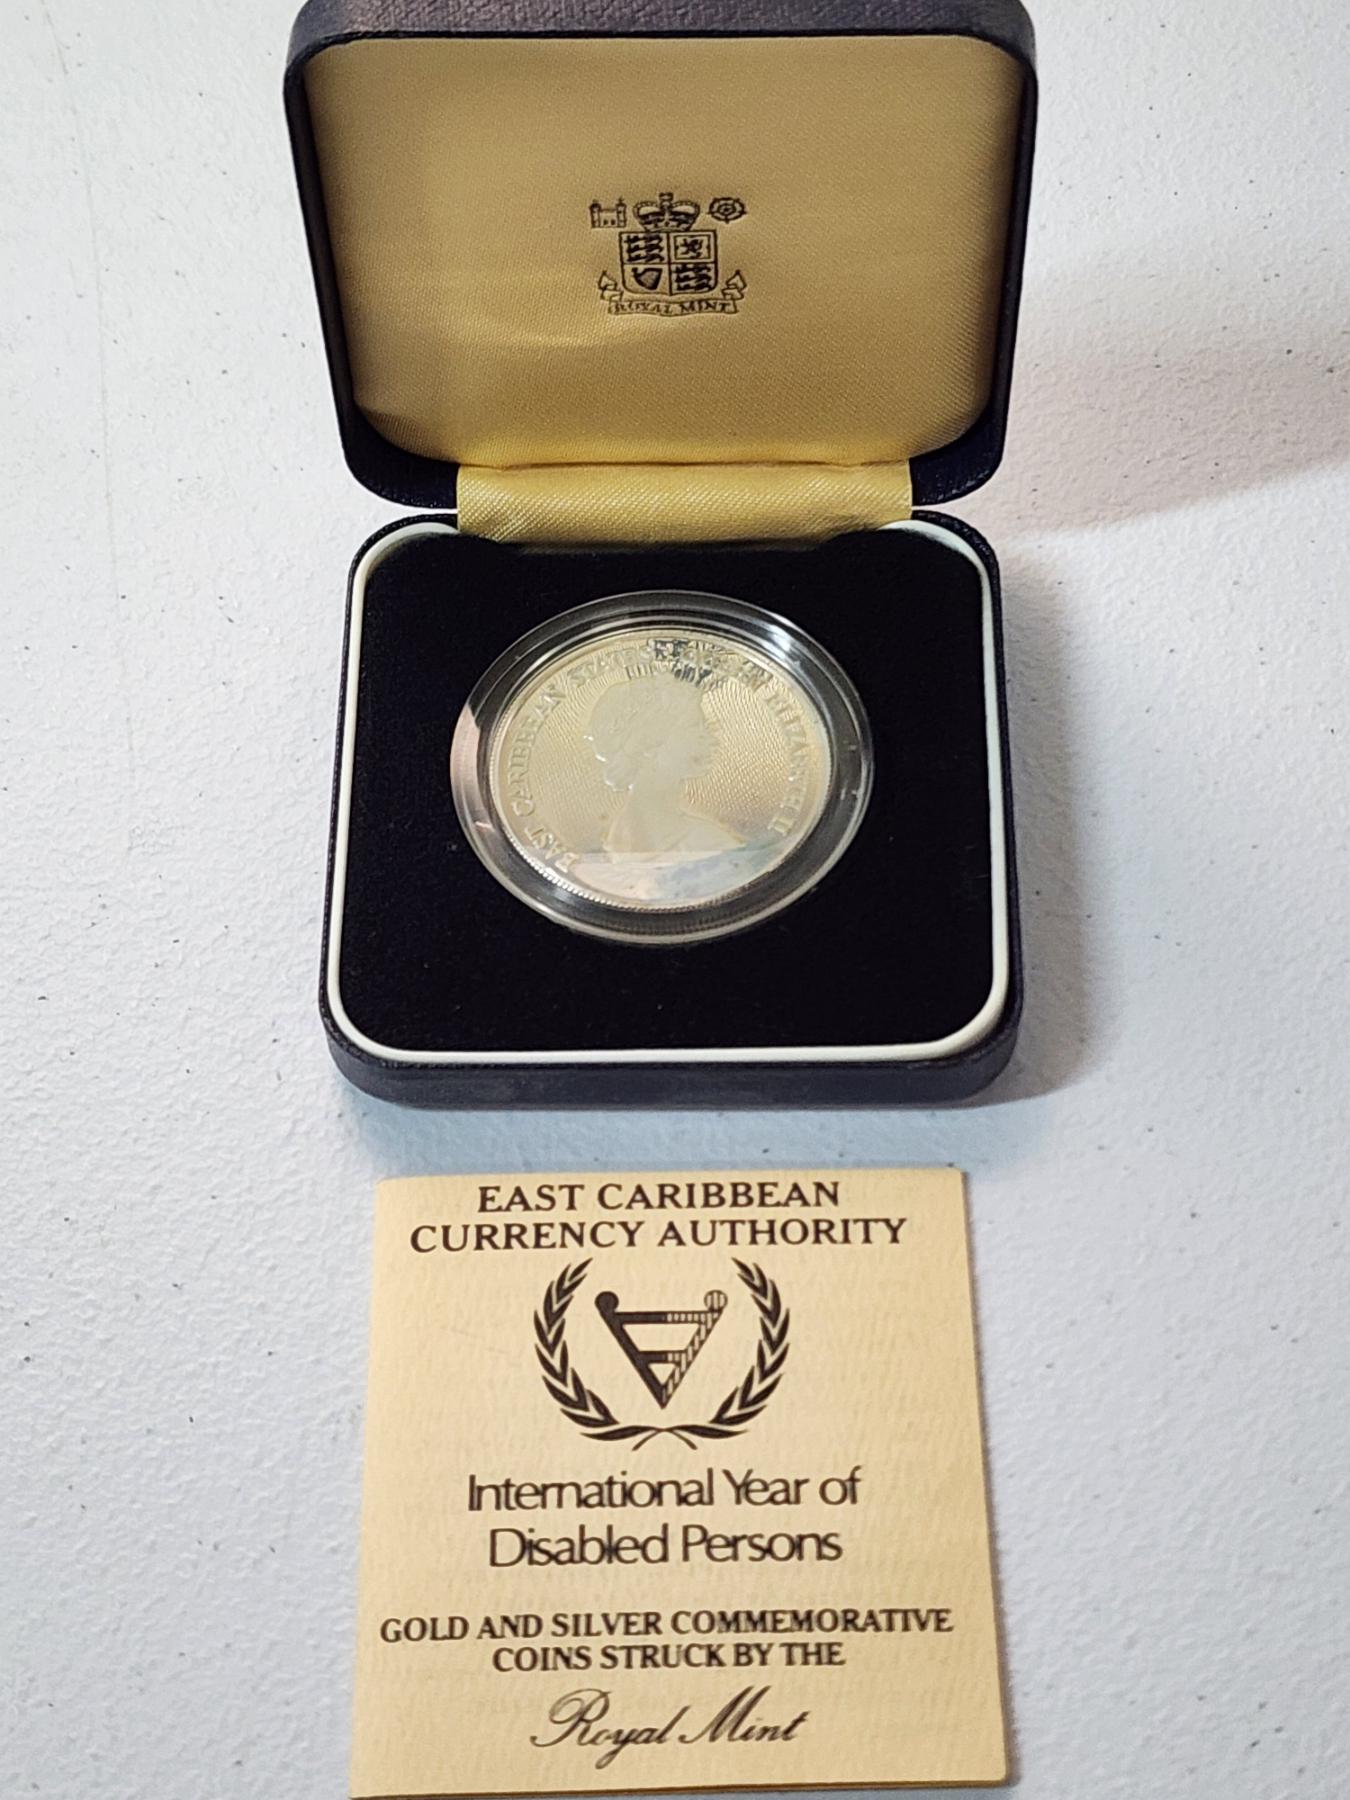 ROYAL MINT
EAST CARIBBEAN STATES QUEEN ELIZABETH II
EAST CARIBBEAN
CURRENCY AUTHORITY
International Year of
Disabled Persons
GOLD AND SILVER COMMEMORATIVE
COINS STRUCK BY THE
Royal Mint